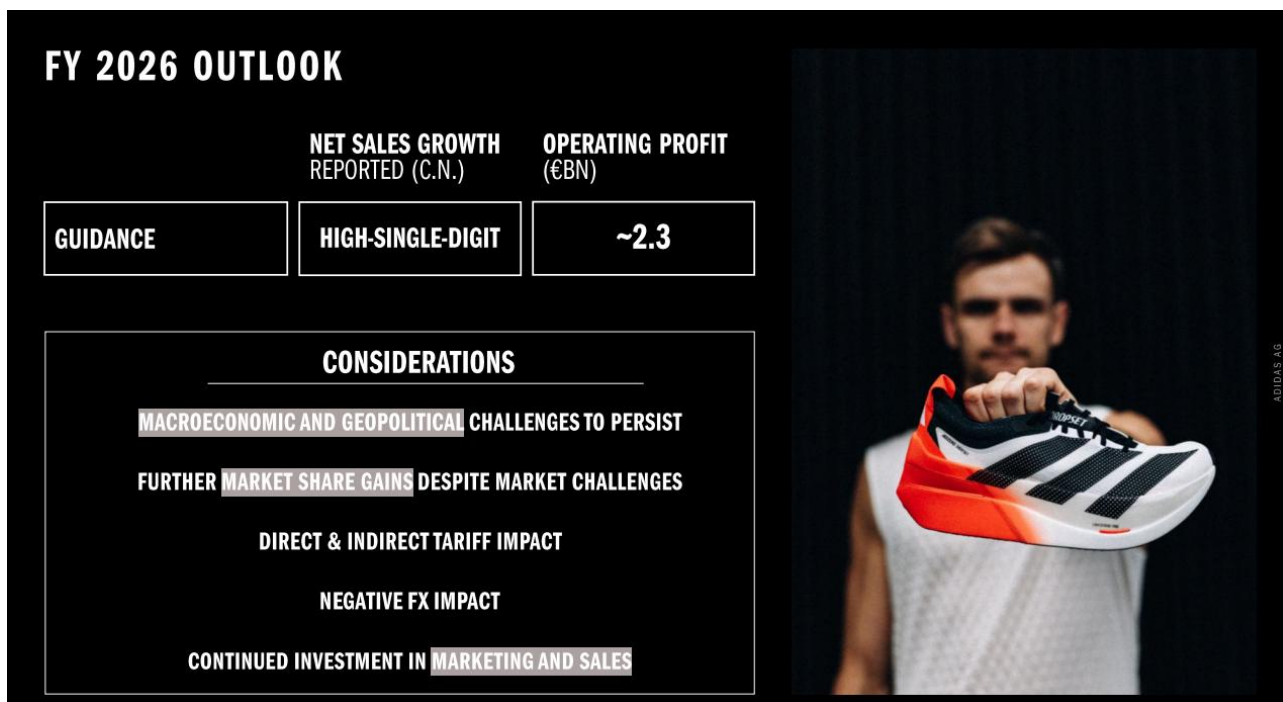 FY 2026 OUTLOOK
NET SALES GROWTH
REPORTED (C.N.)
OPERATING PROFIT
(€BN)
GUIDANCE
HIGH-SINGLE-DIGIT
~2.3
CONSIDERATIONS
MACROECONOMIC AND GEOPOLITICAL CHALLENGES TO PERSIST
FURTHER MARKET SHARE GAINS DESPITE MARKET CHALLENGES
DIRECT & INDIRECT TARIFF IMPACT
NEGATIVE FX IMPACT
CONTINUED INVESTMENT IN MARKETING AND SALES
ADIDAS AG